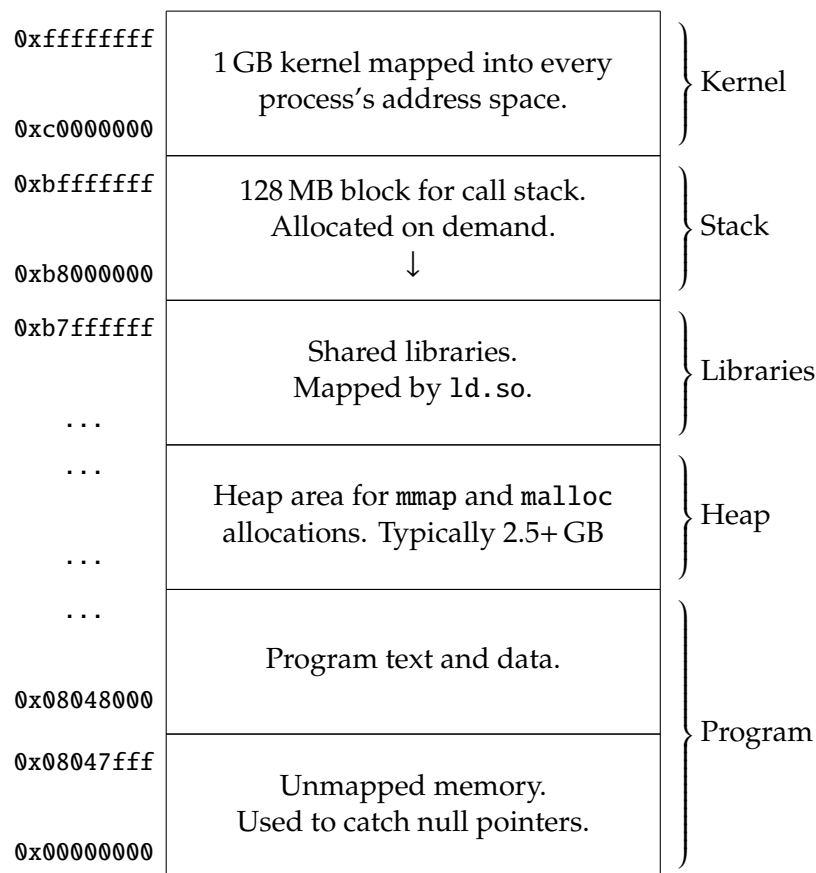 0xffffffff
1 GB kernel mapped into every
process's address space.
Kernel
0xc0000000
0xbfffffff
128 MB block for call stack.
Allocated on demand.
↓
Stack
0xb8000000
0xb7ffffff
Shared libraries.
Mapped by ld.so.
Libraries
...
...
Heap area for mmap and malloc
allocations. Typically 2.5+ GB
Heap
...
...
Program text and data.
0x08048000
Program
0x08047fff
Unmapped memory.
Used to catch null pointers.
0x00000000